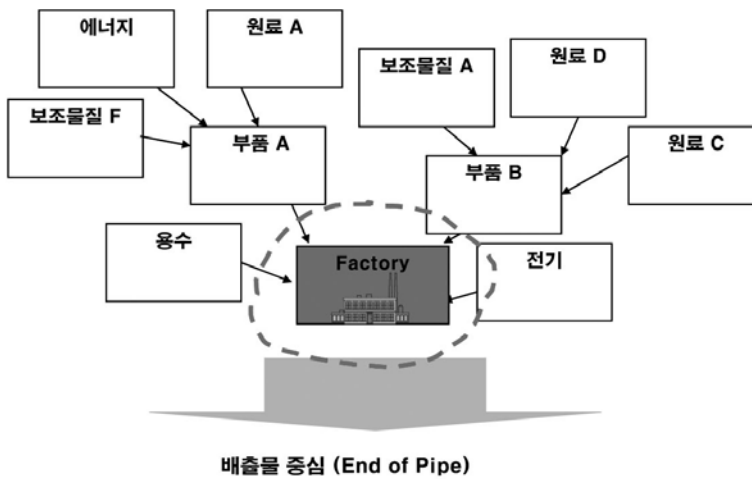 에너지
원료 A
보조물질 A
원료 D
보조물질 F
부품 A
부품 B
원료 C
용수
Factory
전기
배출물 중심 (End of Pipe)